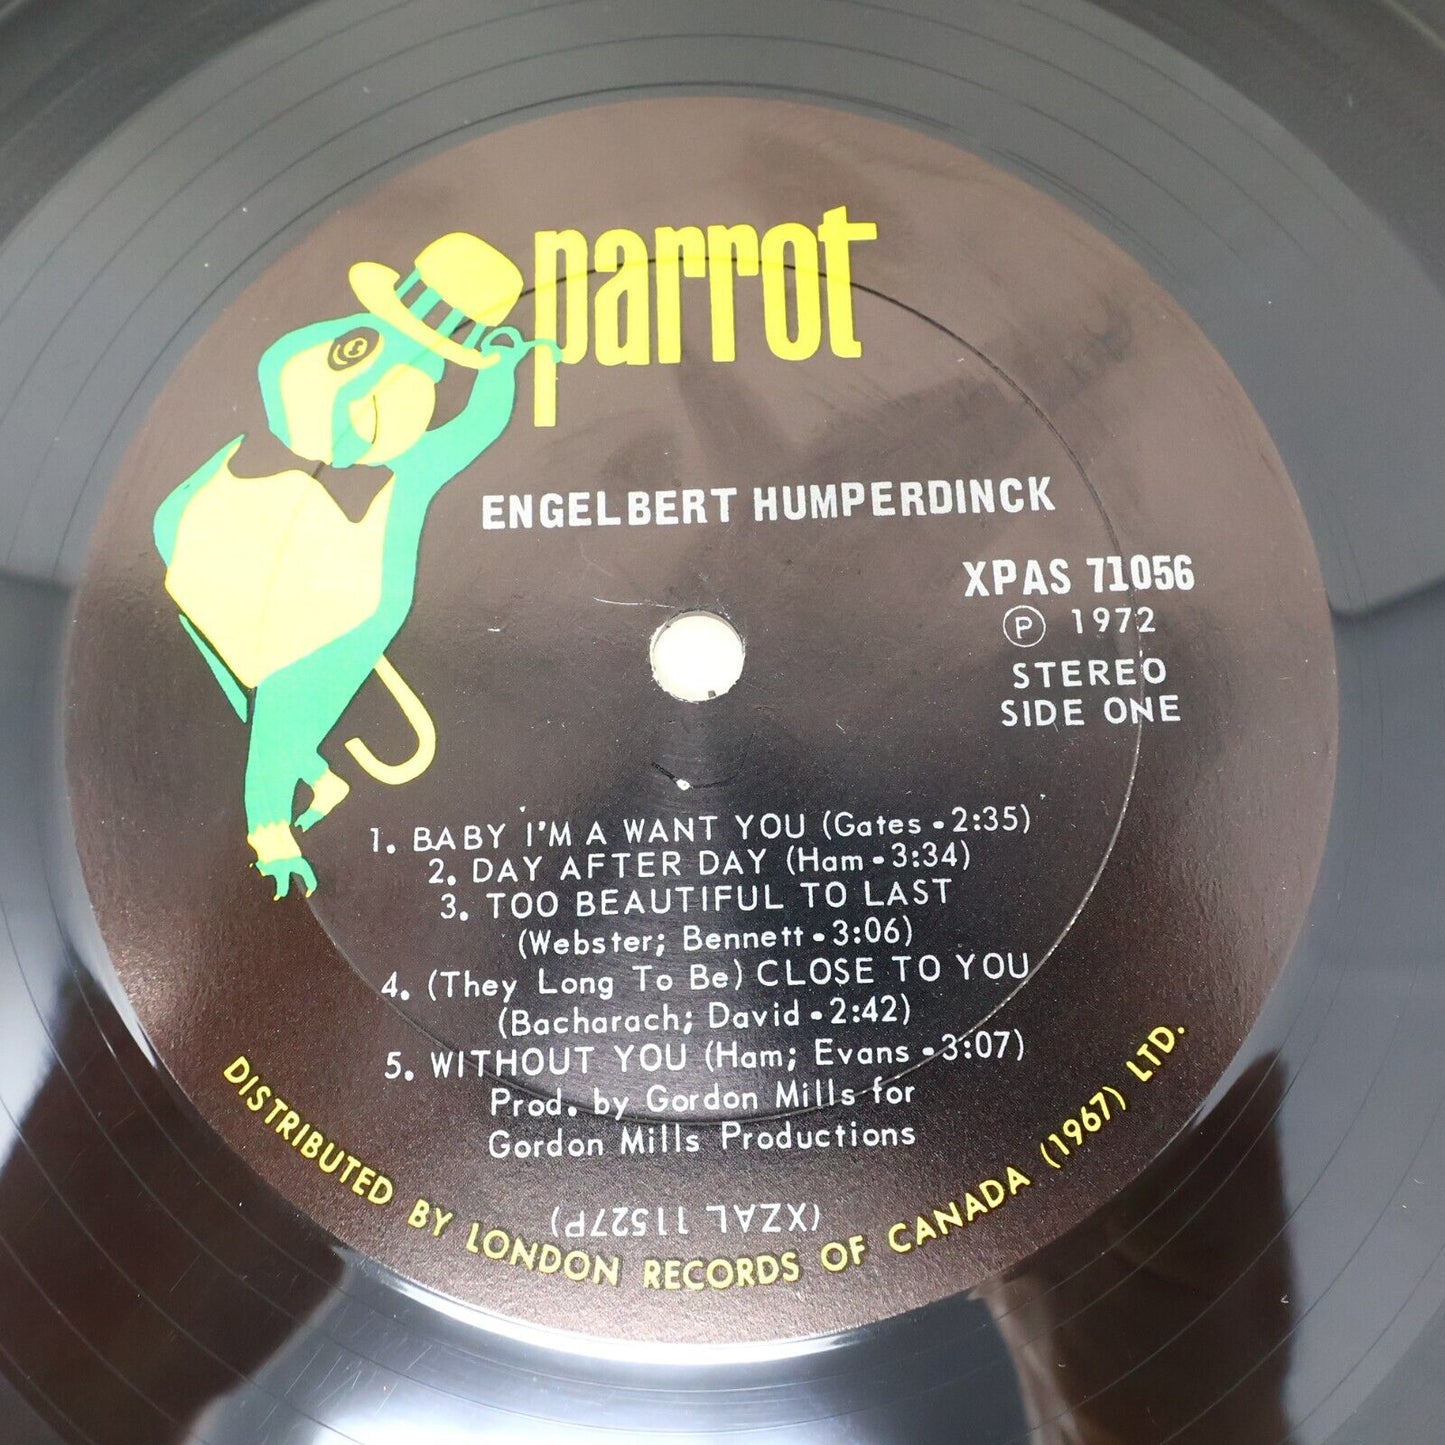 parrot
ENGELBERT HUMPERDINCK
XPAS 71056
Ⓟ 1972
STEREO
SIDE ONE
1. BABY I'M A WANT YOU (Gates • 2:35)
2. DAY AFTER DAY (Ham • 3:34)
3. TOO BEAUTIFUL TO LAST
(Webster; Bennett • 3:06)
4. (They Long To Be) CLOSE TO YOU
(Bacharach; David • 2:42)
5. WITHOUT YOU (Ham; Evans • 3:07)
Prod. by Gordon Mills for
Gordon Mills Productions
(XZAL 11527P)
DISTRIBUTED BY LONDON RECORDS OF CANADA (1967) LTD.